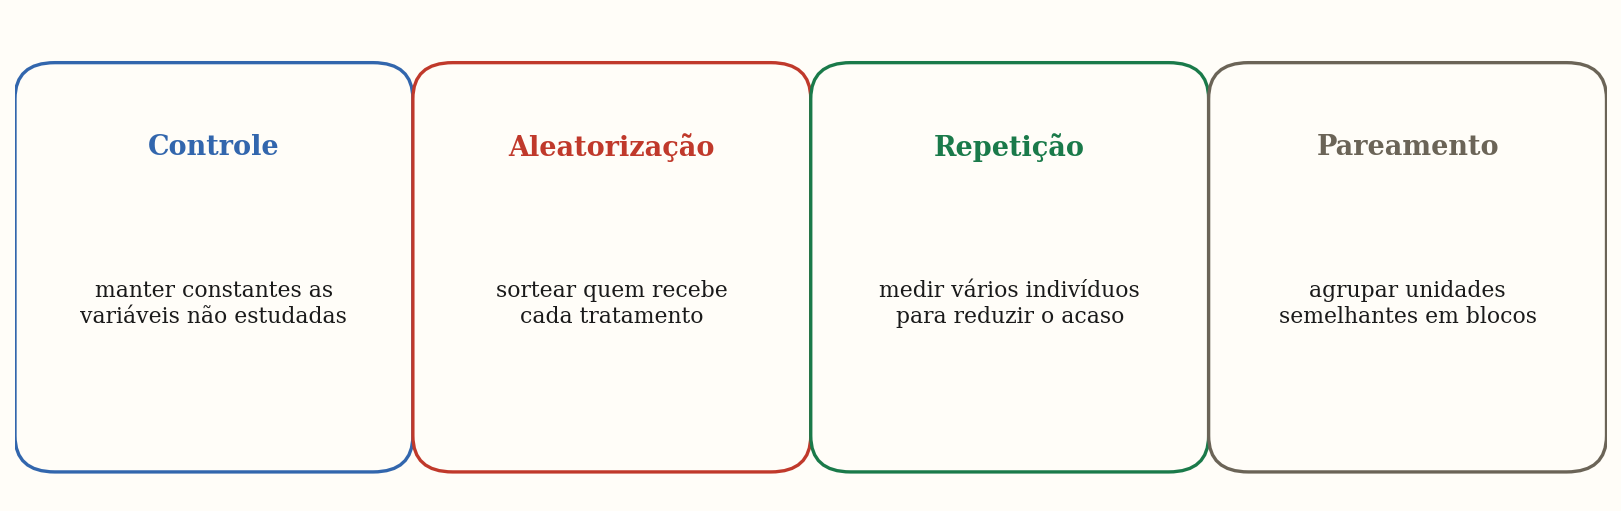 Controle
manter constantes as
variáveis não estudadas
Aleatorização
sortear quem recebe
cada tratamento
Repetição
medir vários indivíduos
para reduzir o acaso
Pareamento
agrupar unidades
semelhantes em blocos